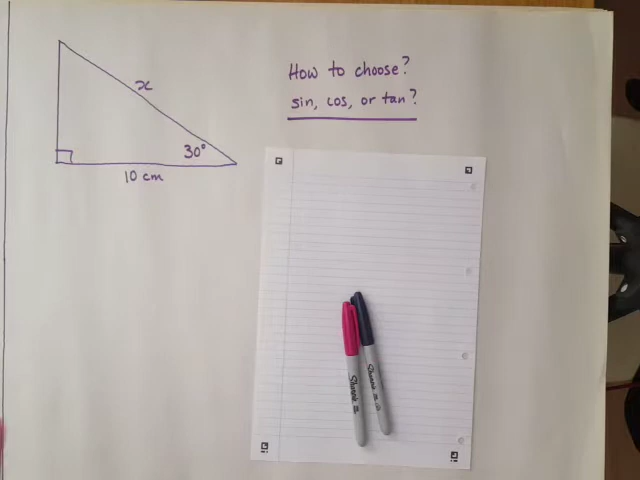 How to choose?
sin, cos, or tan?
x
30°
10 cm
Sharpie
Sharpie